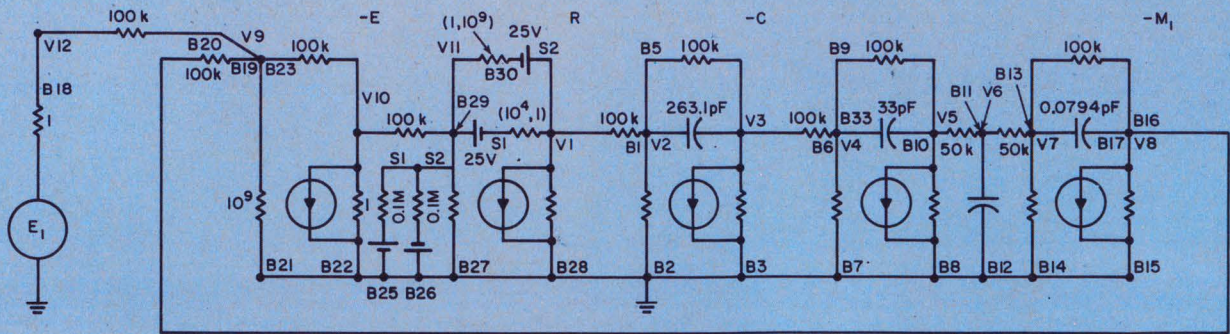 -E
R
-C
-M₁
100k
(1,10⁹)
25V
V12
V9
B20
100k
B19
B23
100k
V11
B30
S2
B5
100k
B9
100k
B13
100k
B18
1
V10
B29
(10⁴,1)
263.1pF
33pF
B11
V6
0.0794pF
B16
100k
S1
25V
V1
100k
B1
V2
V3
100k
B33
B6
V4
B10
V5
50k
50k
V7
B17
V8
S1
S2
E₁
10⁹
1
0.1M
0.1M
B21
B22
B25
B26
B27
B28
B2
B3
B7
B8
B12
B14
B15